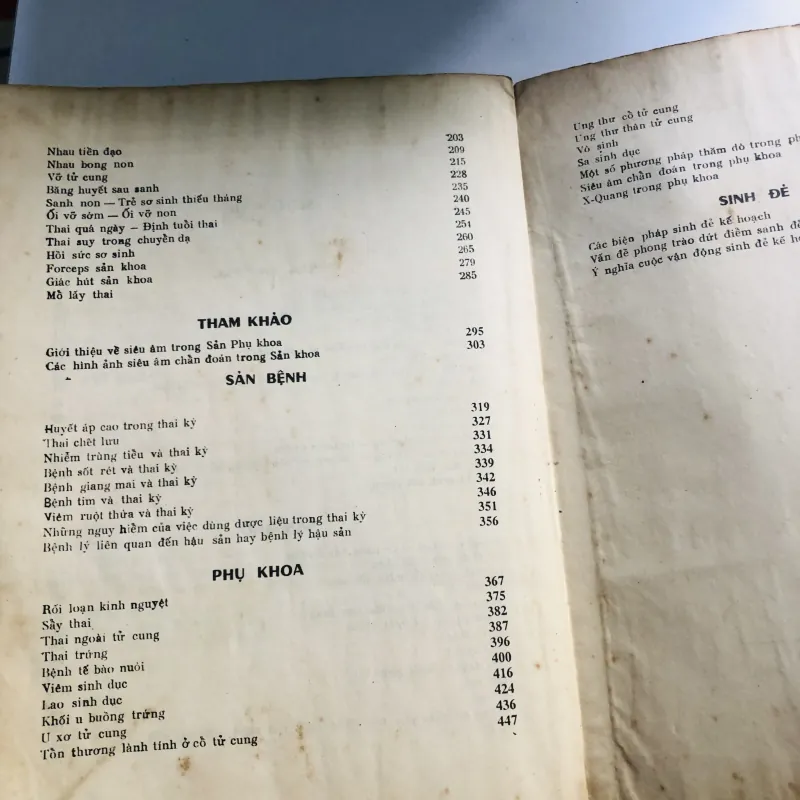 Nhau tiền đạo 203
Nhau bong non 209
Vỡ tử cung 215
Băng huyết sau sanh 228
Sanh non — Trẻ sơ sinh thiếu tháng 235
Ối vỡ sớm — Ối vỡ non 240
Thai quá ngày – Định tuổi thai 245
Thai suy trong chuyển dạ 251
Hồi sức sơ sinh 260
Forceps sản khoa 265
Giác hút sản khoa 279
Mổ lấy thai 285
THAM KHẢO
Giới thiệu về siêu âm trong Sản Phụ khoa 295
Các hình ảnh siêu âm chẩn đoán trong Sản khoa 303
SẢN BỆNH
Huyết áp cao trong thai kỳ 319
Thai chết lưu 327
Nhiễm trùng tiểu và thai kỳ 331
Bệnh sốt rét và thai kỳ 334
Bệnh giang mai và thai kỳ 339
Bệnh tim và thai kỳ 342
Viêm ruột thừa và thai kỳ 346
Những nguy hiểm của việc dùng dược liệu trong thai kỳ 351
Bệnh lý liên quan đến hậu sản hay bệnh lý hậu sản 356
PHỤ KHOA
Rối loạn kinh nguyệt 367
Sẩy thai 375
Thai ngoài tử cung 382
Thai trứng 387
Bệnh tế bào nuôi 396
Viêm sinh dục 400
Lao sinh dục 416
Khối u buồng trứng 424
U xơ tử cung 436
Tổn thương lành tính ở cổ tử cung 447
Ung thư cổ tử cung
Ung thư thân tử cung
Vô sinh
Sa sinh dục
Một số phương pháp thăm dò trong
Siêu âm chẩn đoán trong phụ khoa
X-Quang trong phụ khoa
SINH ĐẺ
Các biện pháp sinh đẻ kế hoạch
Vấn đề phong trào dứt điểm sanh đẻ
Ý nghĩa cuộc vận động sinh đẻ kế